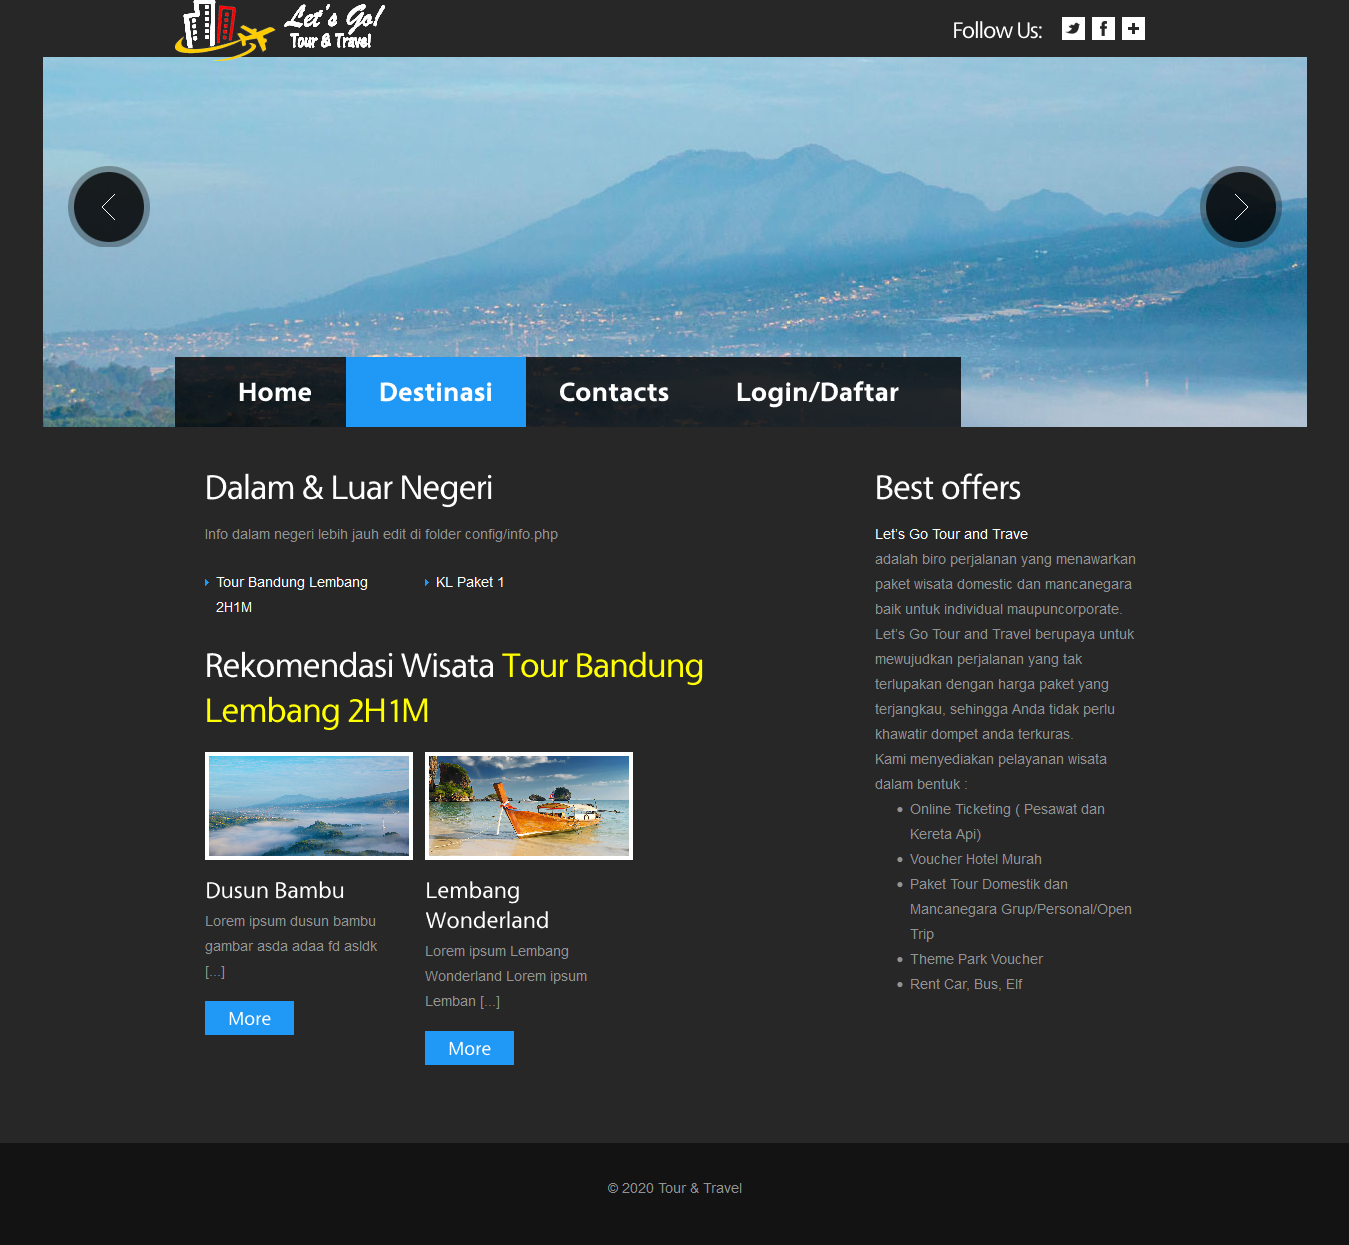 Let's Go!
Tour & Travel
Follow Us:
Home Destinasi Contacts Login/Daftar
Dalam & Luar Negeri
Info dalam negeri lebih jauh edit di folder config/info.php
Tour Bandung Lembang
2H1M
KL Paket 1
Rekomendasi Wisata Tour Bandung
Lembang 2H1M
Dusun Bambu
Lorem ipsum dusun bambu
gambar asda adaa fd asldk
[...]
More
Lembang
Wonderland
Lorem ipsum Lembang
Wonderland Lorem ipsum
Lemban [...]
More
Best offers
Let's Go Tour and Trave
adalah biro perjalanan yang menawarkan
paket wisata domestic dan mancanegara
baik untuk individual maupuncorporate.
Let's Go Tour and Travel berupaya untuk
mewujudkan perjalanan yang tak
terlupakan dengan harga paket yang
terjangkau, sehingga Anda tidak perlu
khawatir dompet anda terkuras.
Kami menyediakan pelayanan wisata
dalam bentuk :
• Online Ticketing ( Pesawat dan
Kereta Api)
• Voucher Hotel Murah
• Paket Tour Domestik dan
Mancanegara Grup/Personal/Open
Trip
• Theme Park Voucher
• Rent Car, Bus, Elf
© 2020 Tour & Travel